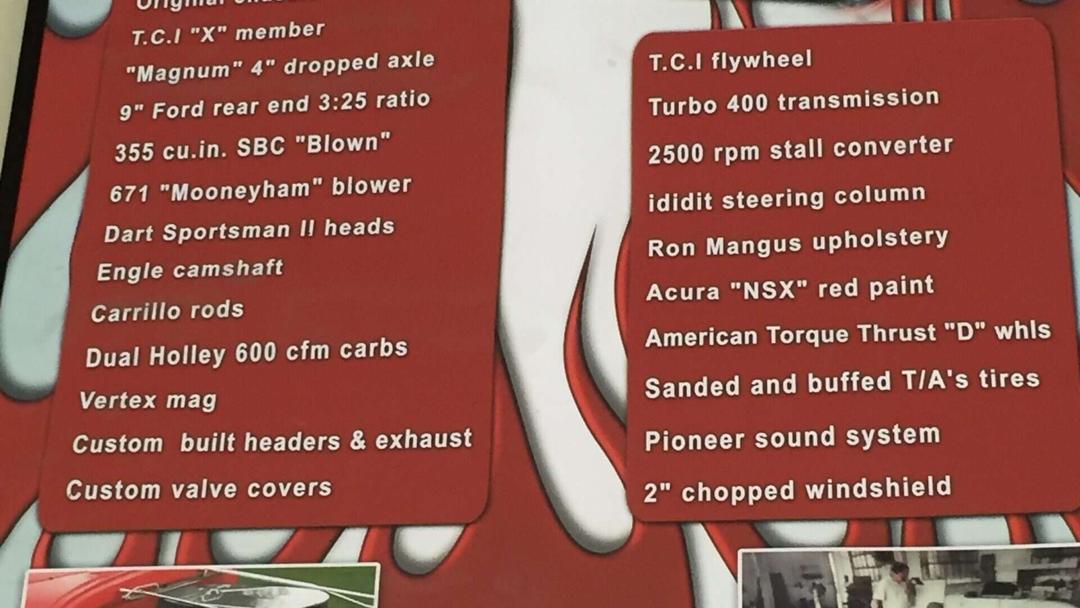 Original
T.C.I "X" member
"Magnum" 4" dropped axle
9" Ford rear end 3:25 ratio
355 cu.in. SBC "Blown"
671 "Mooneyham" blower
Dart Sportsman II heads
Engle camshaft
Carrillo rods
Dual Holley 600 cfm carbs
Vertex mag
Custom built headers & exhaust
Custom valve covers
T.C.I flywheel
Turbo 400 transmission
2500 rpm stall converter
ididit steering column
Ron Mangus upholstery
Acura "NSX" red paint
American Torque Thrust "D" whls
Sanded and buffed T/A's tires
Pioneer sound system
2" chopped windshield